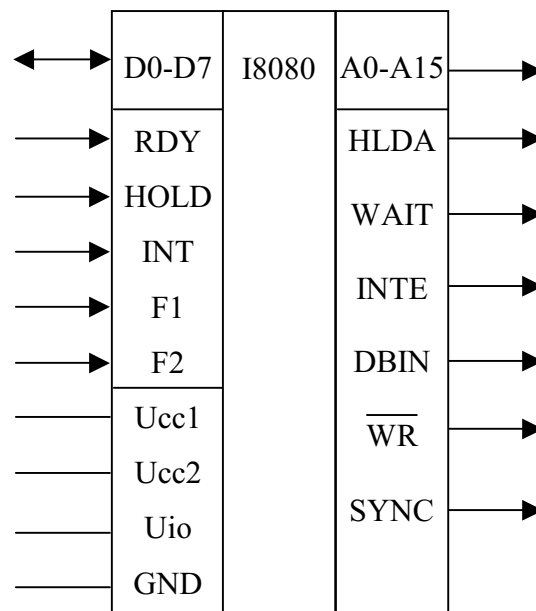 D0-D7 I8080 A0-A15
RDY HLDA
HOLD WAIT
INT INTE
F1 DBIN
F2 W̅R̅
Ucc1 SYNC
Ucc2
Uio
GND